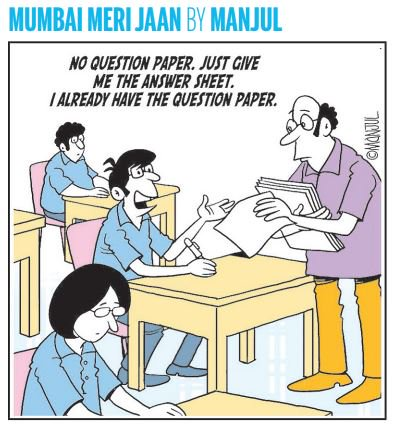 MUMBAI MERI JAAN BY MANJUL
NO QUESTION PAPER. JUST GIVE
ME THE ANSWER SHEET.
I ALREADY HAVE THE QUESTION PAPER.
©MANJUL